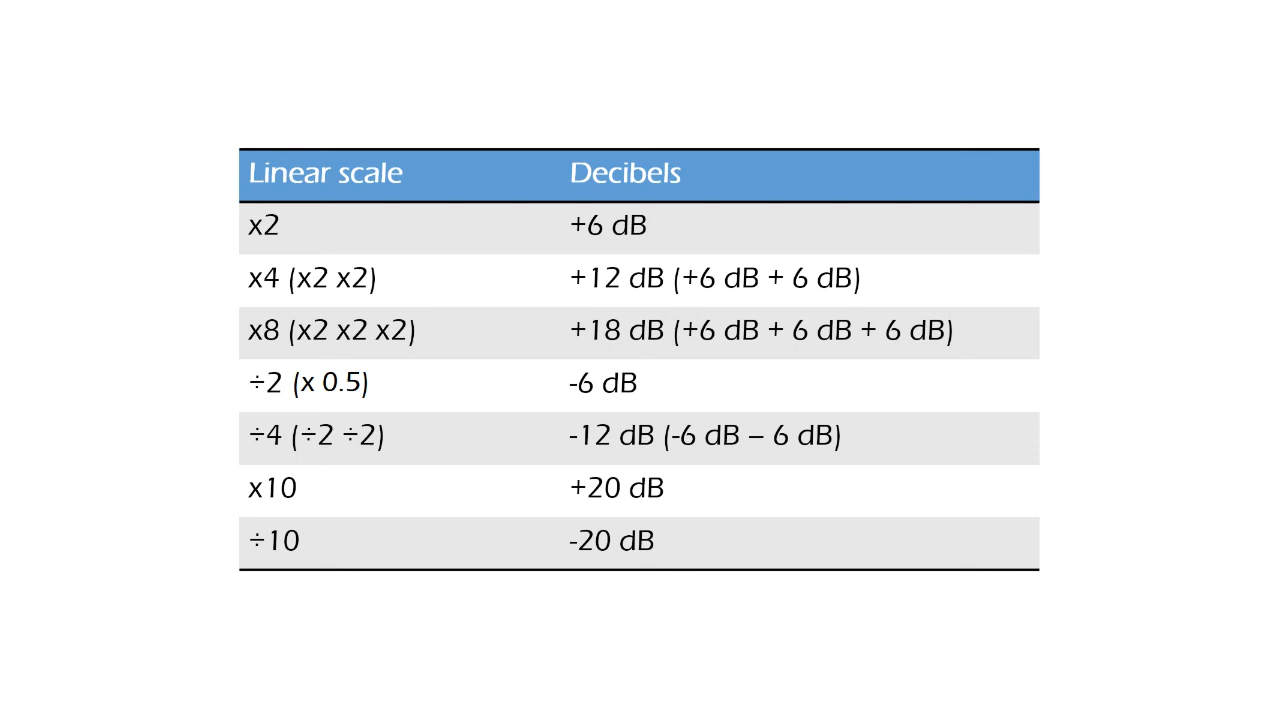 Linear scale Decibels
x2 +6 dB
x4 (x2 x2) +12 dB (+6 dB + 6 dB)
x8 (x2 x2 x2) +18 dB (+6 dB + 6 dB + 6 dB)
÷2 (x 0.5) -6 dB
÷4 (÷2 ÷2) -12 dB (-6 dB – 6 dB)
x10 +20 dB
÷10 -20 dB